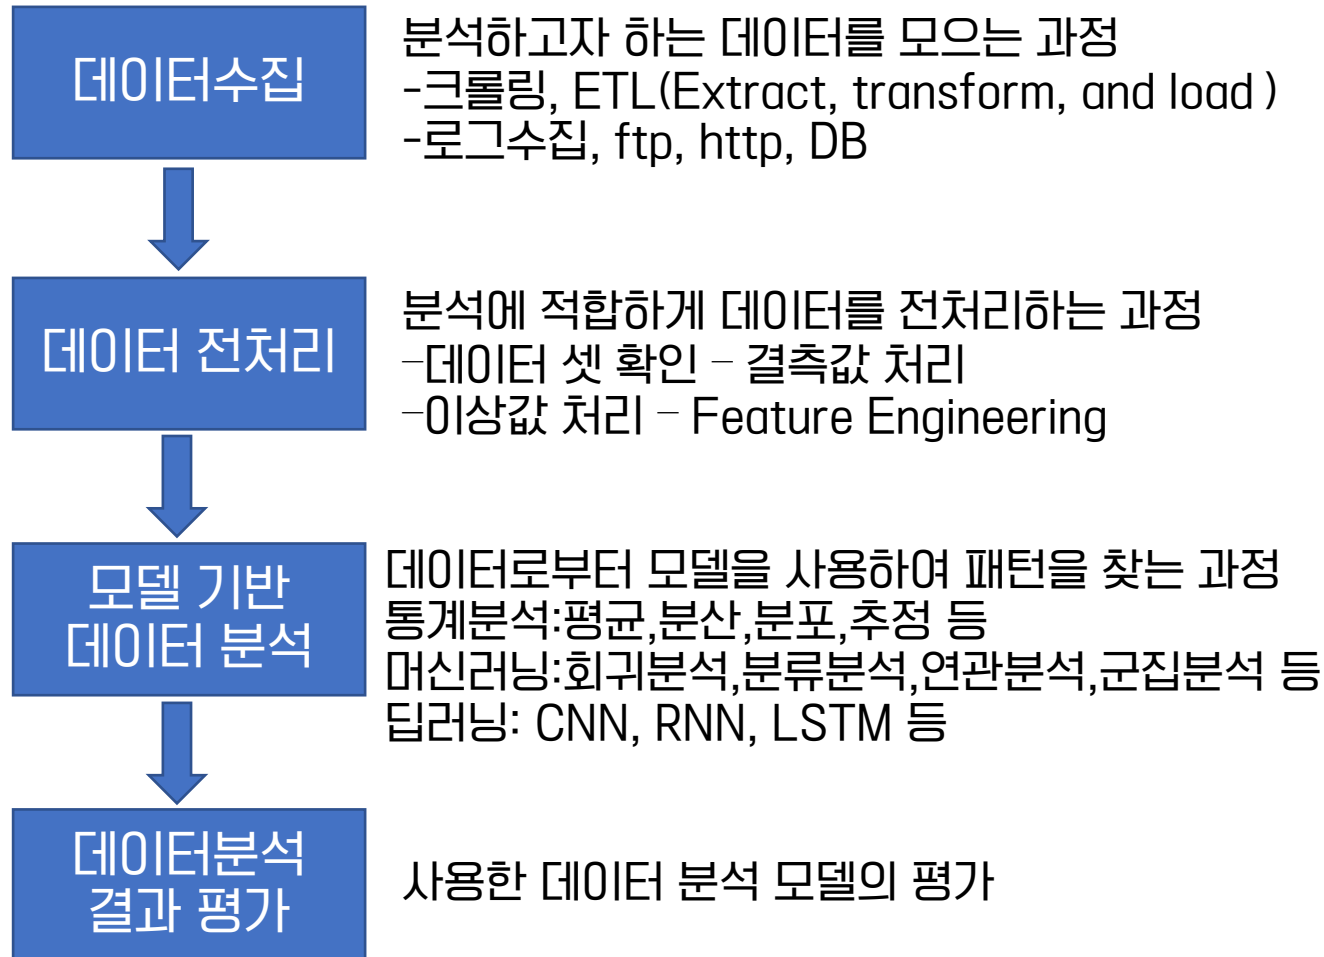 데이터수집
분석하고자 하는 데이터를 모으는 과정
-크롤링, ETL(Extract, transform, and load )
-로그수집, ftp, http, DB
데이터 전처리
분석에 적합하게 데이터를 전처리하는 과정
–데이터 셋 확인 – 결측값 처리
–이상값 처리 – Feature Engineering
모델 기반
데이터 분석
데이터로부터 모델을 사용하여 패턴을 찾는 과정
통계분석:평균,분산,분포,추정 등
머신러닝:회귀분석,분류분석,연관분석,군집분석 등
딥러닝: CNN, RNN, LSTM 등
데이터분석
결과 평가
사용한 데이터 분석 모델의 평가